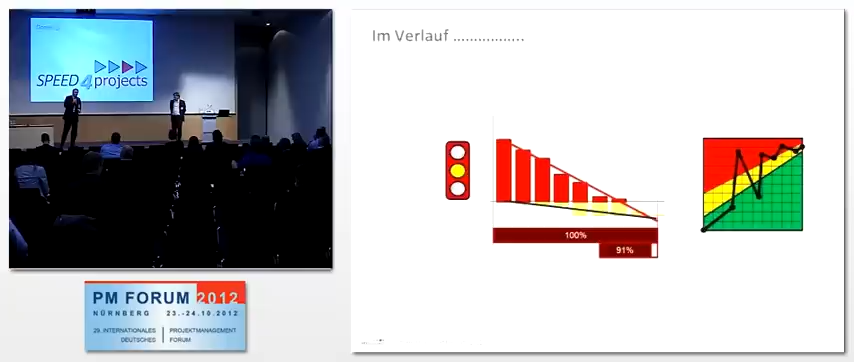 SPEED4projects
Im Verlauf ................
100%
91%
PM FORUM 2012
NÜRNBERG 23.-24.10.2012
29. INTERNATIONALES
DEUTSCHES
PROJEKTMANAGEMENT
FORUM